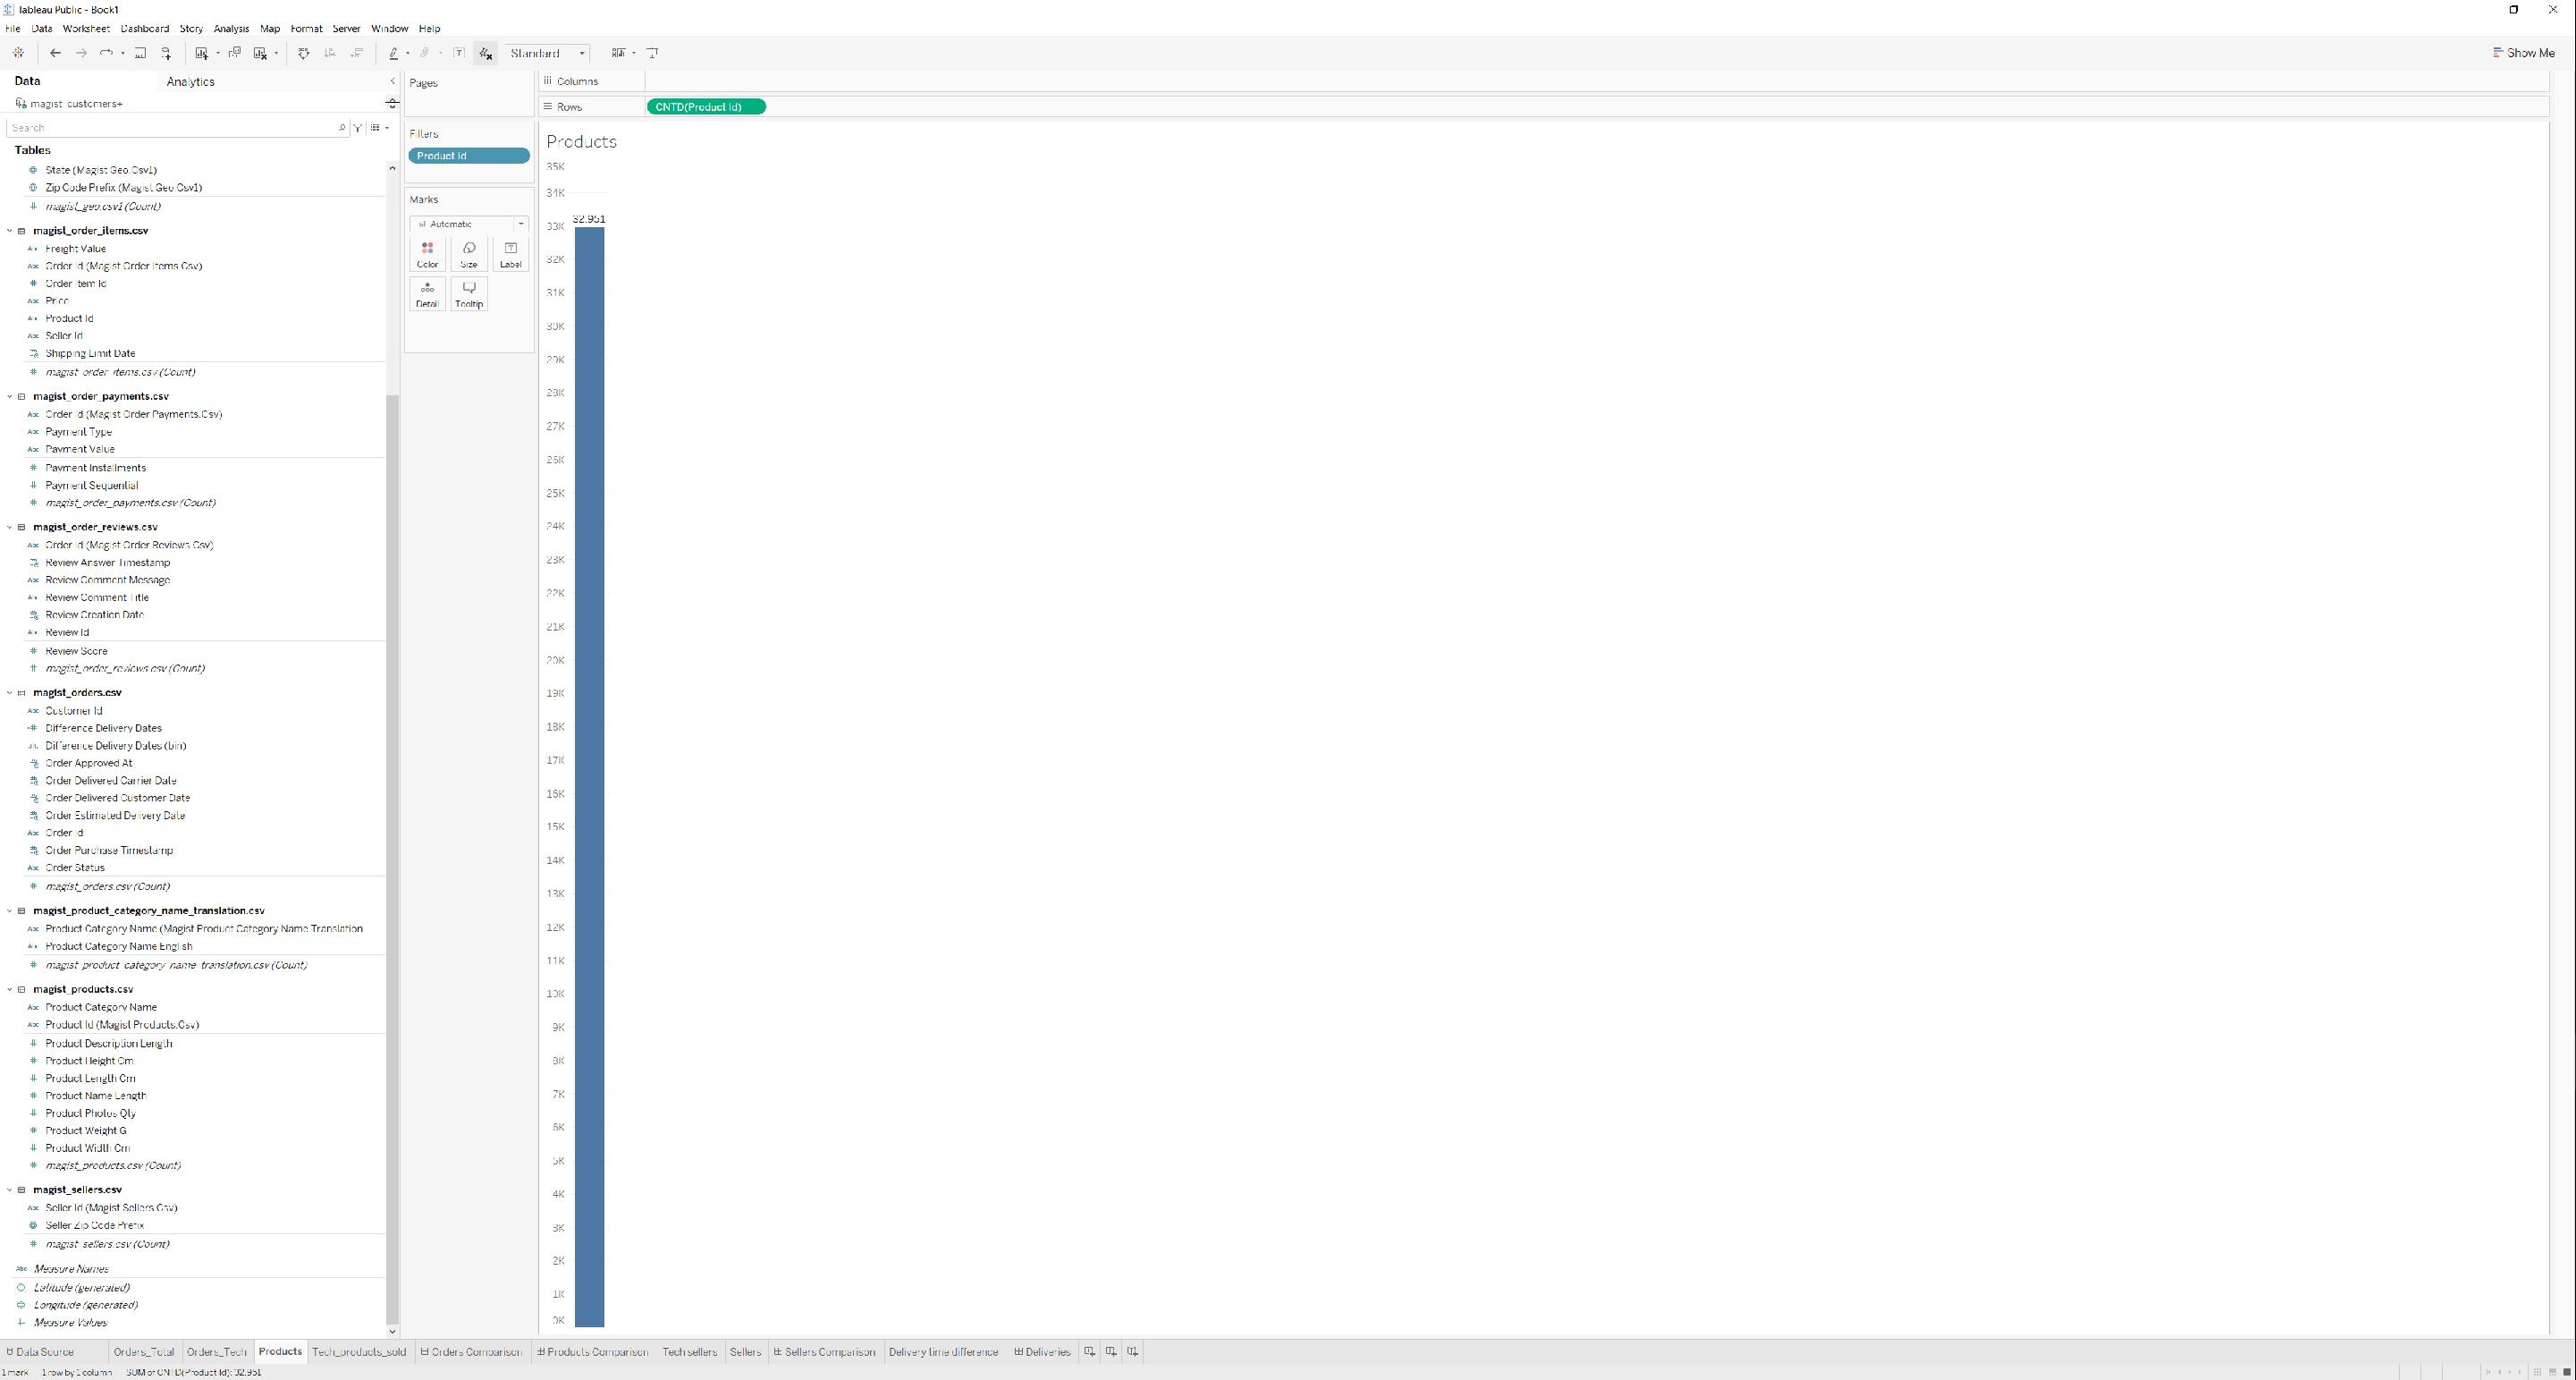 Tableau Public - Book1
File Data Worksheet Dashboard Story Analysis Map Format Server Window Help
Standard
Show Me
Data Analytics
magist_customers+
Search
Tables
State (Magist Geo.Csv1)
Zip Code Prefix (Magist Geo.Csv1)
magist_geo.csv1 (Count)
magist_order_items.csv
Freight Value
Order Id (Magist Order Items.Csv)
Order Item Id
Price
Product Id
Seller Id
Shipping Limit Date
magist_order_items.csv (Count)
magist_order_payments.csv
Order Id (Magist Order Payments.Csv)
Payment Type
Payment Value
Payment Installments
Payment Sequential
magist_order_payments.csv (Count)
magist_order_reviews.csv
Order Id (Magist Order Reviews.Csv)
Review Answer Timestamp
Review Comment Message
Review Comment Title
Review Creation Date
Review Id
Review Score
magist_order_reviews.csv (Count)
magist_orders.csv
Customer Id
Difference Delivery Dates
Difference Delivery Dates (bin)
Order Approved At
Order Delivered Carrier Date
Order Delivered Customer Date
Order Estimated Delivery Date
Order Id
Order Purchase Timestamp
Order Status
magist_orders.csv (Count)
magist_product_category_name_translation.csv
Product Category Name (Magist Product Category Name Translation
Product Category Name English
magist_product_category_name_translation.csv (Count)
magist_products.csv
Product Category Name
Product Id (Magist Products.Csv)
Product Description Length
Product Height Cm
Product Length Cm
Product Name Length
Product Photos Qty
Product Weight G
Product Width Cm
magist_products.csv (Count)
magist_sellers.csv
Seller Id (Magist Sellers.Csv)
Seller Zip Code Prefix
magist_sellers.csv (Count)
Measure Names
Latitude (generated)
Longitude (generated)
Measure Values
Pages
Filters
Product Id
Marks
Automatic
Color Size Label
Detail Tooltip
Columns
Rows CNTD(Product Id)
Products
35K
34K
32.951
33K
32K
31K
30K
29K
28K
27K
26K
25K
24K
23K
22K
21K
20K
19K
18K
17K
16K
15K
14K
13K
12K
11K
10K
9K
8K
7K
6K
5K
4K
3K
2K
1K
0K
Data Source Orders_Total Orders_Tech Products Tech_products_sold Orders Comparison Products Comparison Tech sellers Sellers Sellers Comparison Delivery time difference Deliveries
1 mark 1 row by 1 column SUM of CNTD(Product Id): 32.951